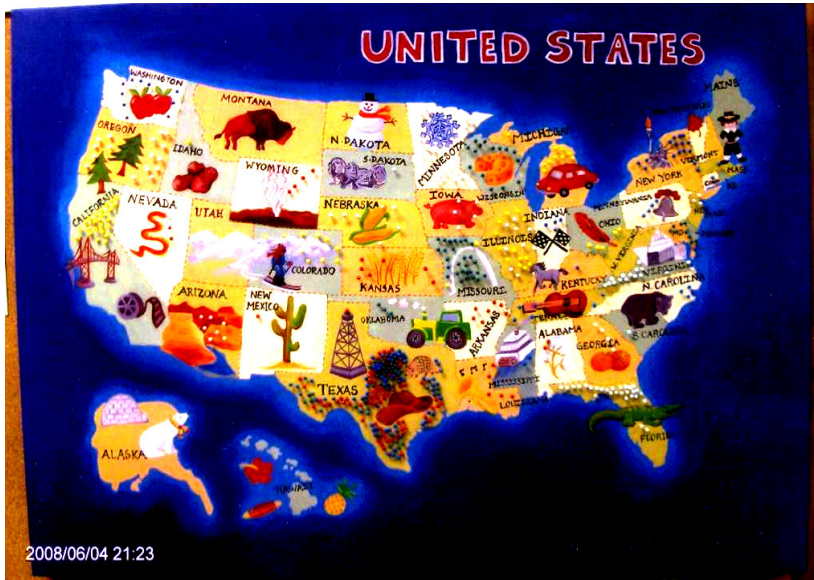 UNITED STATES
WASHINGTON
MONTANA
N DAKOTA
MINNESOTA
MICHIGAN
MAINE
OREGON
IDAHO
WYOMING
S. DAKOTA
WISCONSIN
NEW YORK
VERMONT
CALIFORNIA
NEVADA
UTAH
NEBRASKA
IOWA
ILLINOIS
INDIANA
OHIO
COLORADO
KANSAS
MISSOURI
KENTUCKY
VIRGINIA
N. CAROLINA
ARIZONA
NEW
MEXICO
OKLAHOMA
ARKANSAS
ALABAMA
GEORGIA
S CAROLINA
TEXAS
MISSISSIPPI
ALASKA
HAWAII
2008/06/04 21:23